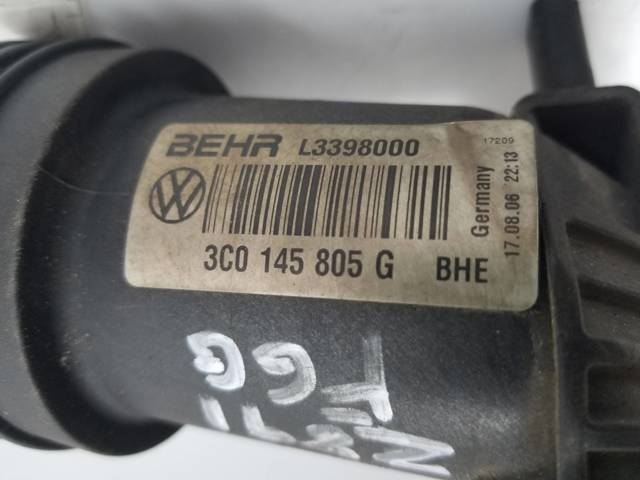 BEHR L3398000
17209
3C0 145 805 G BHE
Germany
17.08.06 22:13